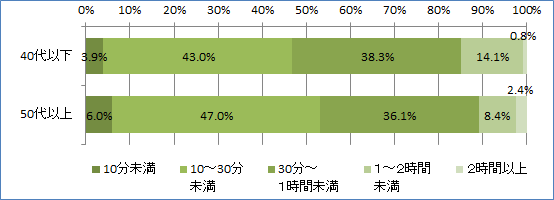 0% 10% 20% 30% 40% 50% 60% 70% 80% 90% 100%
0.8%
40代以下 3.9% 43.0% 38.3% 14.1%
2.4%
50代以上 6.0% 47.0% 36.1% 8.4%
10分未満 10～30分 30分～ 1～2時間 2時間以上
未満 1時間未満 未満